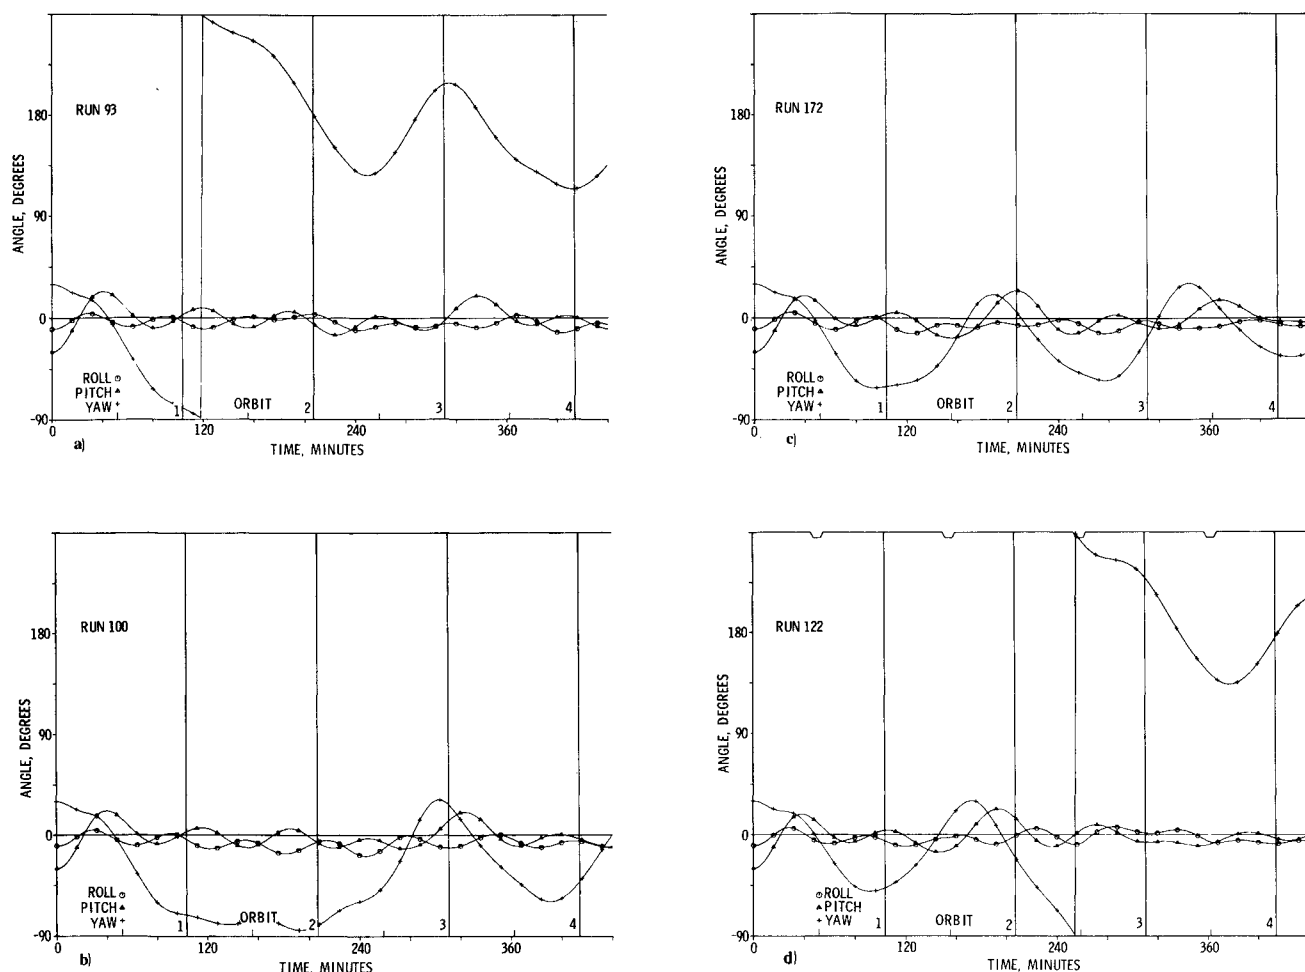 RUN 93
180
90
0
-90
ANGLE, DEGREES
ROLL
PITCH
YAW +
1
ORBIT
2
3
4
0
120
240
360
a)
TIME, MINUTES
RUN 172
180
90
0
-90
ANGLE, DEGREES
ROLL
PITCH
YAW +
1
ORBIT
2
3
4
0
120
240
360
c)
TIME, MINUTES
RUN 100
180
90
0
-90
ANGLE, DEGREES
ROLL
PITCH
YAW +
1
ORBIT
2
3
4
0
120
240
360
b)
TIME, MINUTES
RUN 122
180
90
0
-90
ANGLE, DEGREES
ROLL
PITCH
+ YAW
1
ORBIT
2
3
4
0
120
240
360
d)
TIME, MINUTES